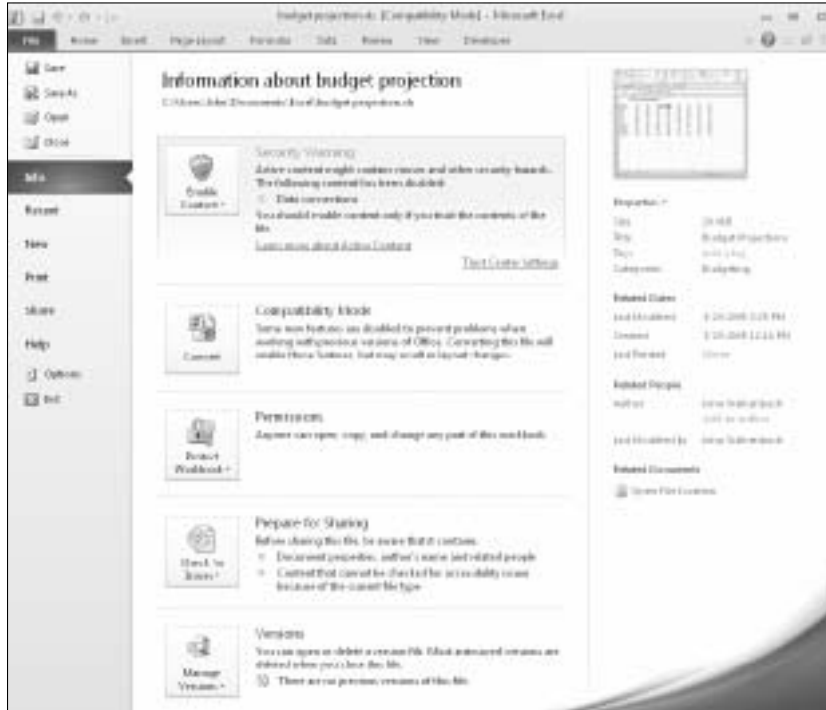 budget projection.xls [Compatibility Mode] - Microsoft Excel
File Home Insert Page Layout Formulas Data Review View Developer
Save
Save As
Open
Close
Info
Recent
New
Print
Share
Help
Options
Exit
Information about budget projection
Security Warning
Active content might contain viruses and other security hazards.
The following content has been disabled:
Data connections
You should enable content only if you trust the contents of the
file.
Learn more about Active Content
Trust Center Settings
Enable
Content
Compatibility Mode
Some new features are disabled to prevent problems when
working with previous versions of Office. Converting this file will
enable these features, but may result in layout changes.
Convert
Permissions
Anyone can open, copy, and change any part of this workbook.
Protect
Workbook
Prepare for Sharing
Before sharing this file, be aware that it contains:
Document properties, author's name and related people
Content that cannot be checked for accessibility issues
because of the current file type
Check for
Issues
Versions
You can open or delete a version file. Most autosaved versions are
deleted when you close this file.
There are no previous versions of this file.
Manage
Versions
Properties
Size
Title Budget Projections
Tags
Categories Budgeting
Related Dates
Last Modified
Created
Last Printed
Related People
Author
Last Modified By
Related Documents
Open File Location